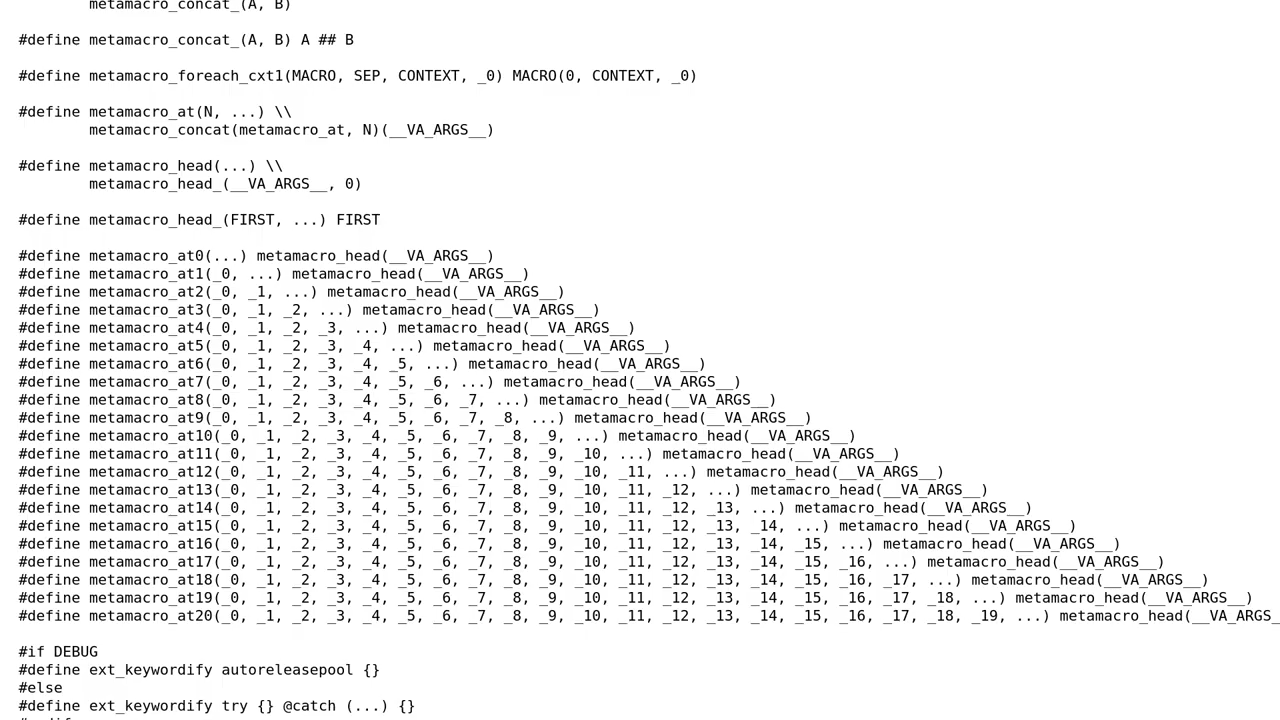 metamacro_concat_(A, B)
#define metamacro_concat_(A, B) A ## B
#define metamacro_foreach_cxt1(MACRO, SEP, CONTEXT, _0) MACRO(0, CONTEXT, _0)
#define metamacro_at(N, ...) \\
metamacro_concat(metamacro_at, N)(__VA_ARGS__)
#define metamacro_head(...) \\
metamacro_head_(__VA_ARGS__, 0)
#define metamacro_head_(FIRST, ...) FIRST
#define metamacro_at0(...) metamacro_head(__VA_ARGS__)
#define metamacro_at1(_0, ...) metamacro_head(__VA_ARGS__)
#define metamacro_at2(_0, _1, ...) metamacro_head(__VA_ARGS__)
#define metamacro_at3(_0, _1, _2, ...) metamacro_head(__VA_ARGS__)
#define metamacro_at4(_0, _1, _2, _3, ...) metamacro_head(__VA_ARGS__)
#define metamacro_at5(_0, _1, _2, _3, _4, ...) metamacro_head(__VA_ARGS__)
#define metamacro_at6(_0, _1, _2, _3, _4, _5, ...) metamacro_head(__VA_ARGS__)
#define metamacro_at7(_0, _1, _2, _3, _4, _5, _6, ...) metamacro_head(__VA_ARGS__)
#define metamacro_at8(_0, _1, _2, _3, _4, _5, _6, _7, ...) metamacro_head(__VA_ARGS__)
#define metamacro_at9(_0, _1, _2, _3, _4, _5, _6, _7, _8, ...) metamacro_head(__VA_ARGS__)
#define metamacro_at10(_0, _1, _2, _3, _4, _5, _6, _7, _8, _9, ...) metamacro_head(__VA_ARGS__)
#define metamacro_at11(_0, _1, _2, _3, _4, _5, _6, _7, _8, _9, _10, ...) metamacro_head(__VA_ARGS__)
#define metamacro_at12(_0, _1, _2, _3, _4, _5, _6, _7, _8, _9, _10, _11, ...) metamacro_head(__VA_ARGS__)
#define metamacro_at13(_0, _1, _2, _3, _4, _5, _6, _7, _8, _9, _10, _11, _12, ...) metamacro_head(__VA_ARGS__)
#define metamacro_at14(_0, _1, _2, _3, _4, _5, _6, _7, _8, _9, _10, _11, _12, _13, ...) metamacro_head(__VA_ARGS__)
#define metamacro_at15(_0, _1, _2, _3, _4, _5, _6, _7, _8, _9, _10, _11, _12, _13, _14, ...) metamacro_head(__VA_ARGS__)
#define metamacro_at16(_0, _1, _2, _3, _4, _5, _6, _7, _8, _9, _10, _11, _12, _13, _14, _15, ...) metamacro_head(__VA_ARGS__)
#define metamacro_at17(_0, _1, _2, _3, _4, _5, _6, _7, _8, _9, _10, _11, _12, _13, _14, _15, _16, ...) metamacro_head(__VA_ARGS__)
#define metamacro_at18(_0, _1, _2, _3, _4, _5, _6, _7, _8, _9, _10, _11, _12, _13, _14, _15, _16, _17, ...) metamacro_head(__VA_ARGS__)
#define metamacro_at19(_0, _1, _2, _3, _4, _5, _6, _7, _8, _9, _10, _11, _12, _13, _14, _15, _16, _17, _18, ...) metamacro_head(__VA_ARGS__)
#define metamacro_at20(_0, _1, _2, _3, _4, _5, _6, _7, _8, _9, _10, _11, _12, _13, _14, _15, _16, _17, _18, _19, ...) metamacro_head(__VA_ARGS_
#if DEBUG
#define ext_keywordify autoreleasepool {}
#else
#define ext_keywordify try {} @catch (...) {}